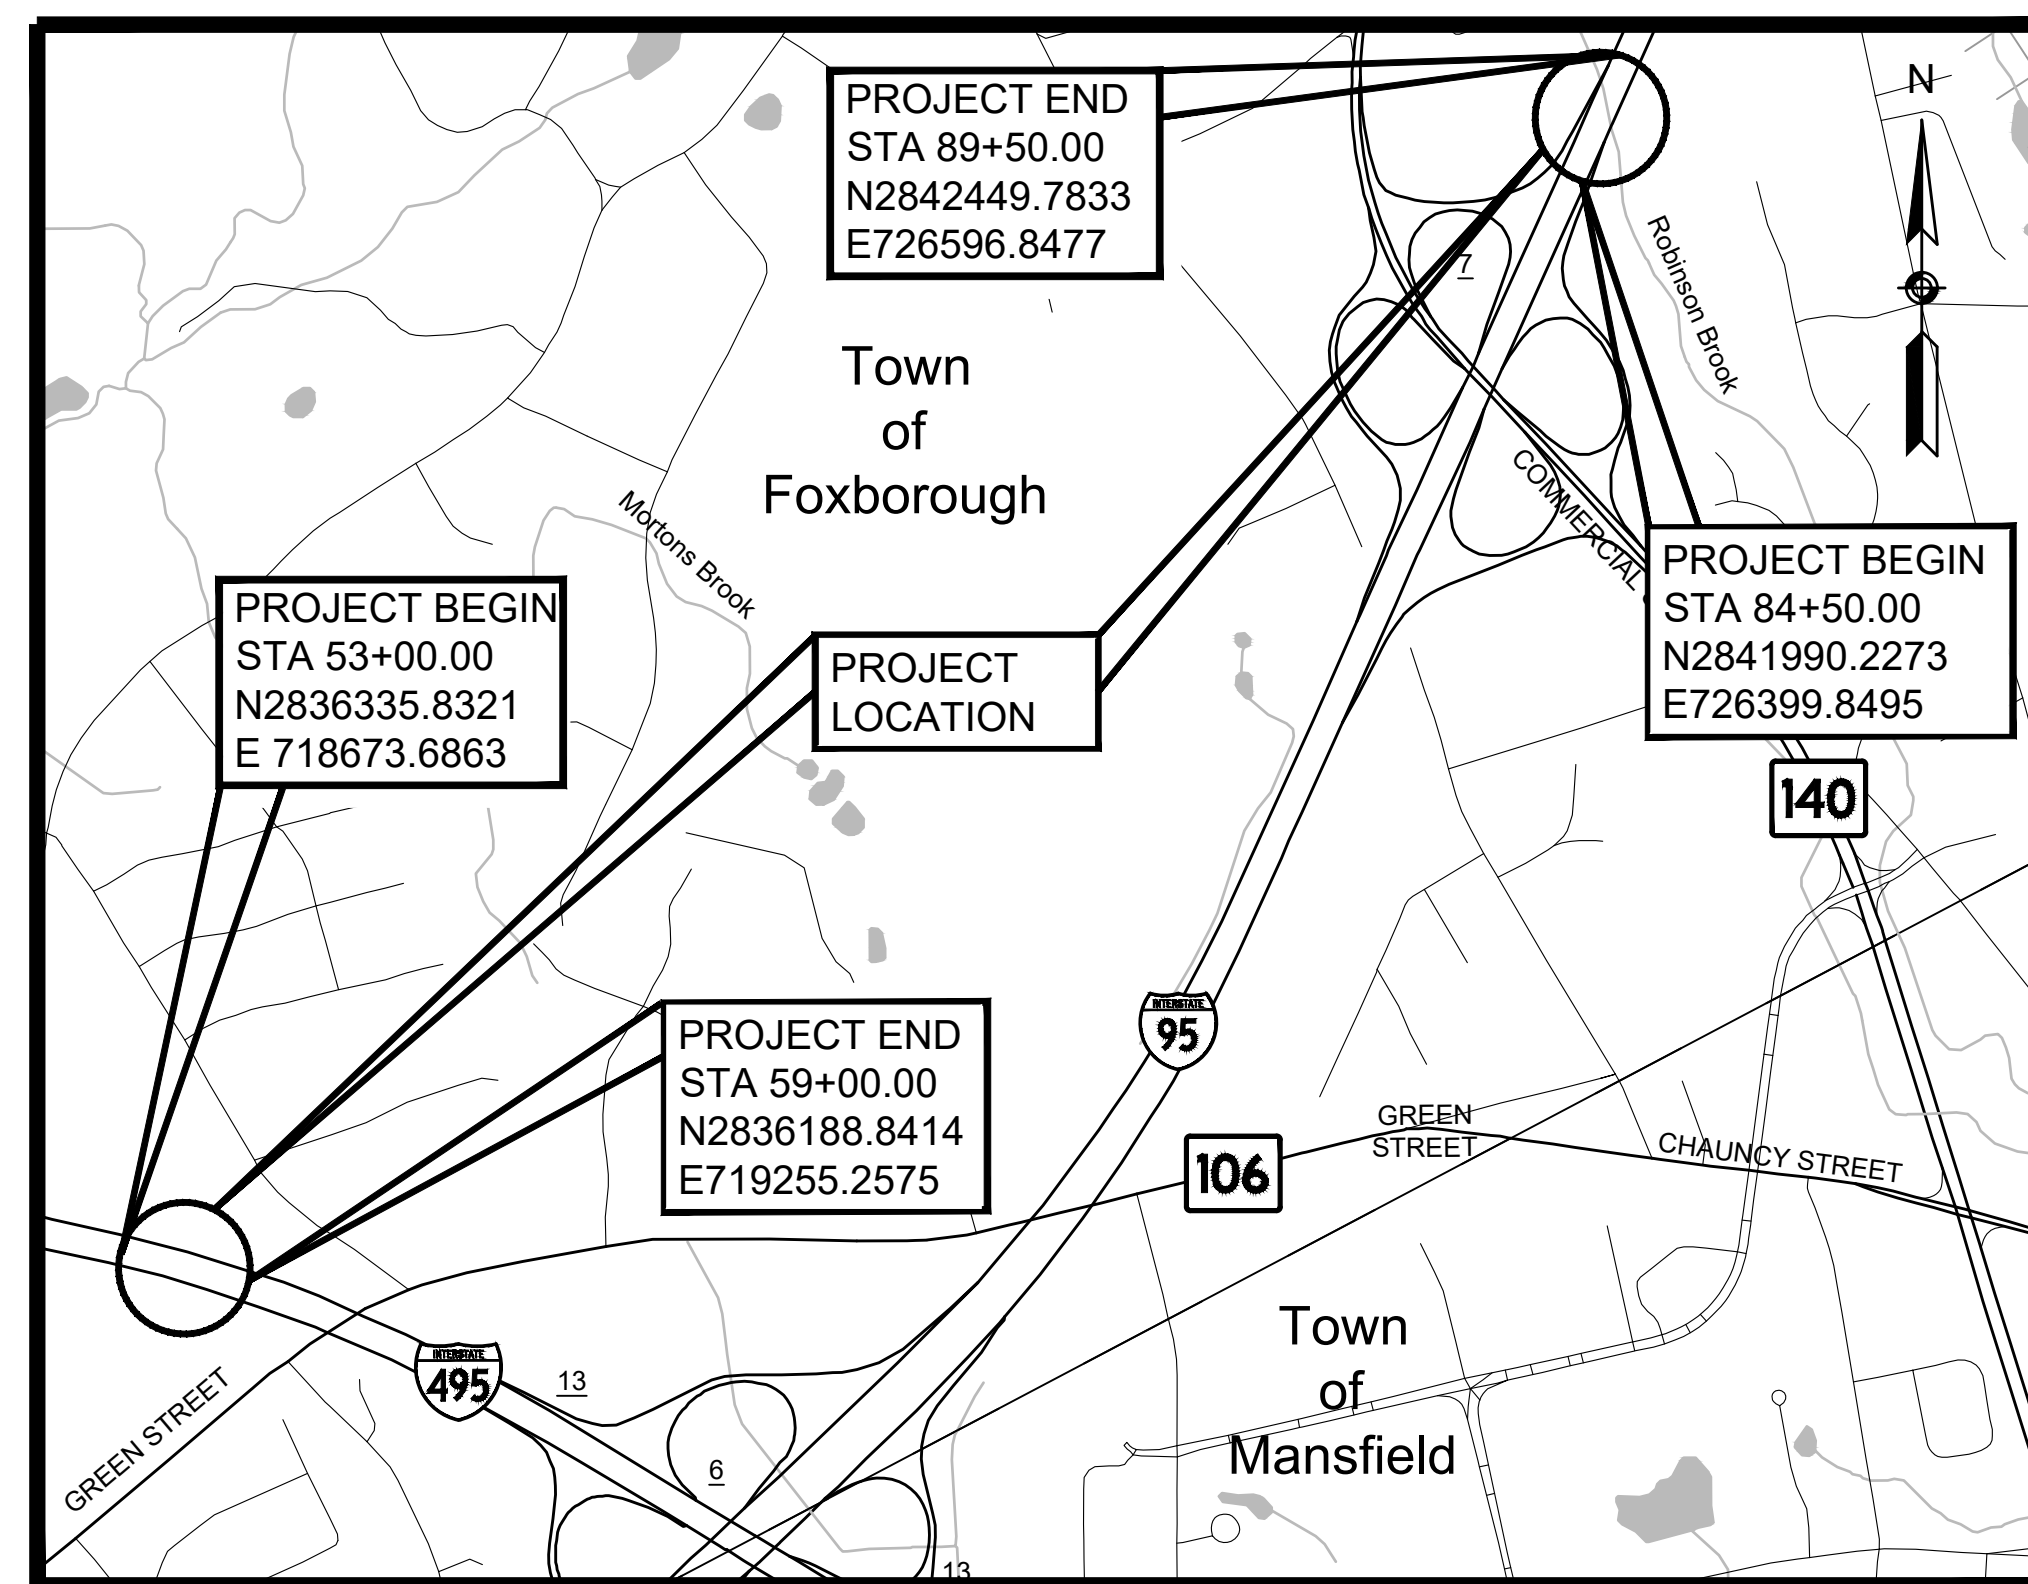 PROJECT END
STA 89+50.00
N2842449.7833
E726596.8477
N
7
Robinson Brook
Town
of
Foxborough
COMMERCIAL
Mortons Brook
PROJECT BEGIN
STA 84+50.00
N2841990.2273
E726399.8495
PROJECT BEGIN
STA 53+00.00
N2836335.8321
E 718673.6863
PROJECT
LOCATION
140
PROJECT END
STA 59+00.00
N2836188.8414
E719255.2575
INTERSTATE
95
GREEN
STREET
CHAUNCY STREET
106
Town
of
Mansfield
INTERSTATE
495
13
GREEN STREET
6
13